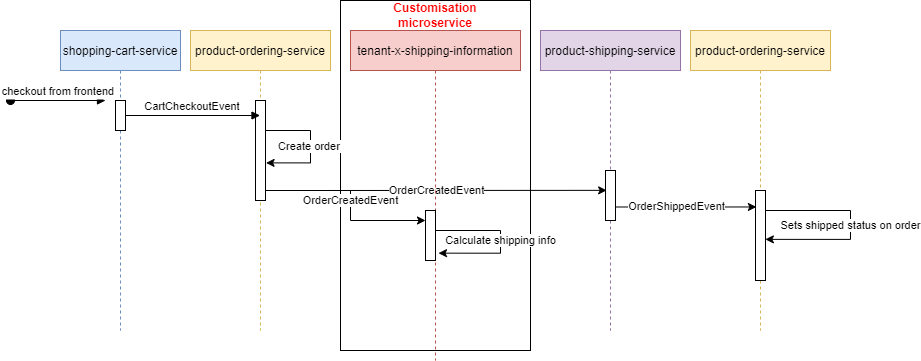 Customisation
microservice
shopping-cart-service
product-ordering-service
tenant-x-shipping-information
product-shipping-service
product-ordering-service
checkout from frontend
CartCheckoutEvent
Create order
OrderCreatedEvent
OrderCreatedEvent
OrderShippedEvent
Sets shipped status on order
Calculate shipping info